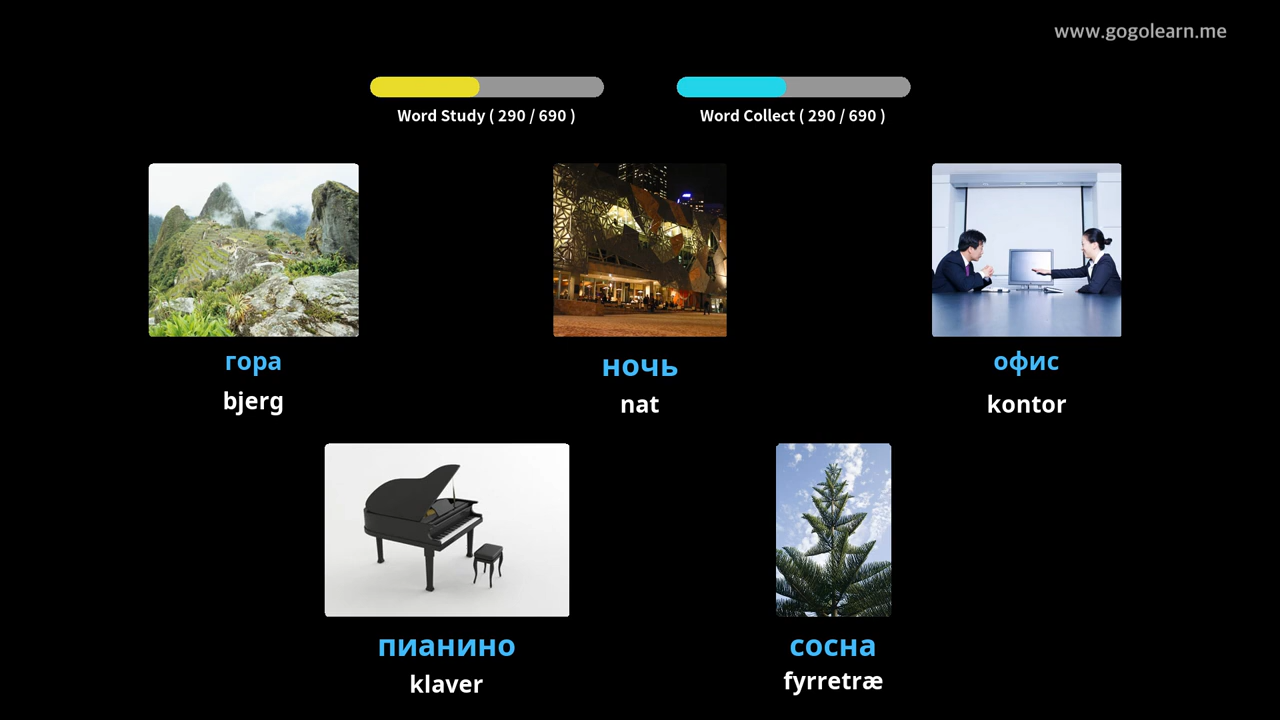 www.gogolearn.me
Word Study ( 290 / 690 )
Word Collect ( 290 / 690 )
гора
bjerg
ночь
nat
офис
kontor
пианино
klaver
сосна
fyrretræ